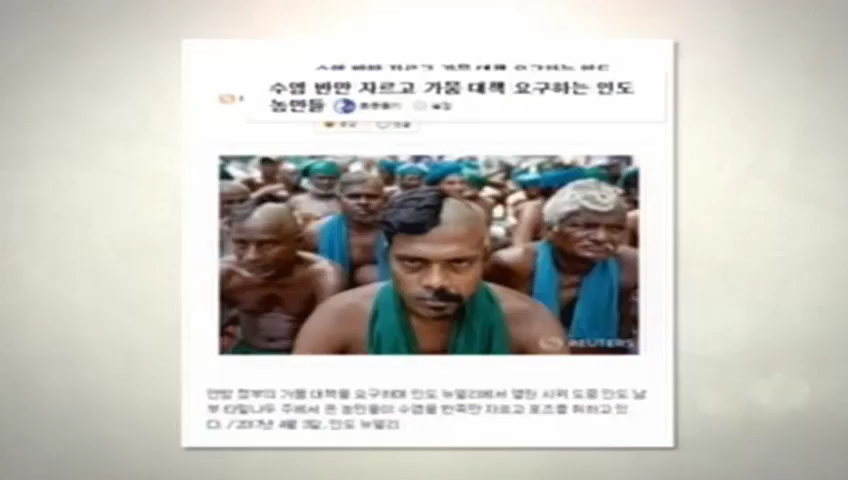 수염 반만 자르고 가뭄 대책 요구하는 인도
농민들 설정
REUTERS
연방 정부의 가뭄 대책을 요구하며 인도 뉴델리에서 열린 시위 도중 인도 남
부 타밀나두 주에서 온 농민들이 수염을 반쪽만 자르고 포즈를 취하고 있
다. /2017년 4월 3일, 인도 뉴델리